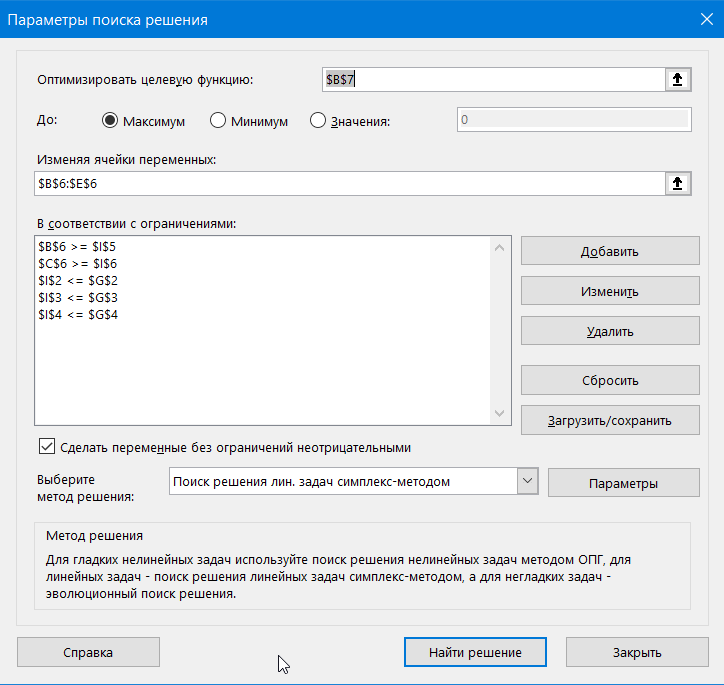 Параметры поиска решения
Оптимизировать целевую функцию:
$B$7
До:
Максимум
Минимум
Значения:
0
Изменяя ячейки переменных:
$B$6:$E$6
В соответствии с ограничениями:
$B$6 >= $I$5
$C$6 >= $I$6
$I$2 <= $G$2
$I$3 <= $G$3
$I$4 <= $G$4
Добавить
Изменить
Удалить
Сбросить
Загрузить/сохранить
Сделать переменные без ограничений неотрицательными
Выберите
метод решения:
Поиск решения лин. задач симплекс-методом
Параметры
Метод решения
Для гладких нелинейных задач используйте поиск решения нелинейных задач методом ОПГ, для
линейных задач - поиск решения линейных задач симплекс-методом, а для негладких задач -
эволюционный поиск решения.
Справка
Найти решение
Закрыть